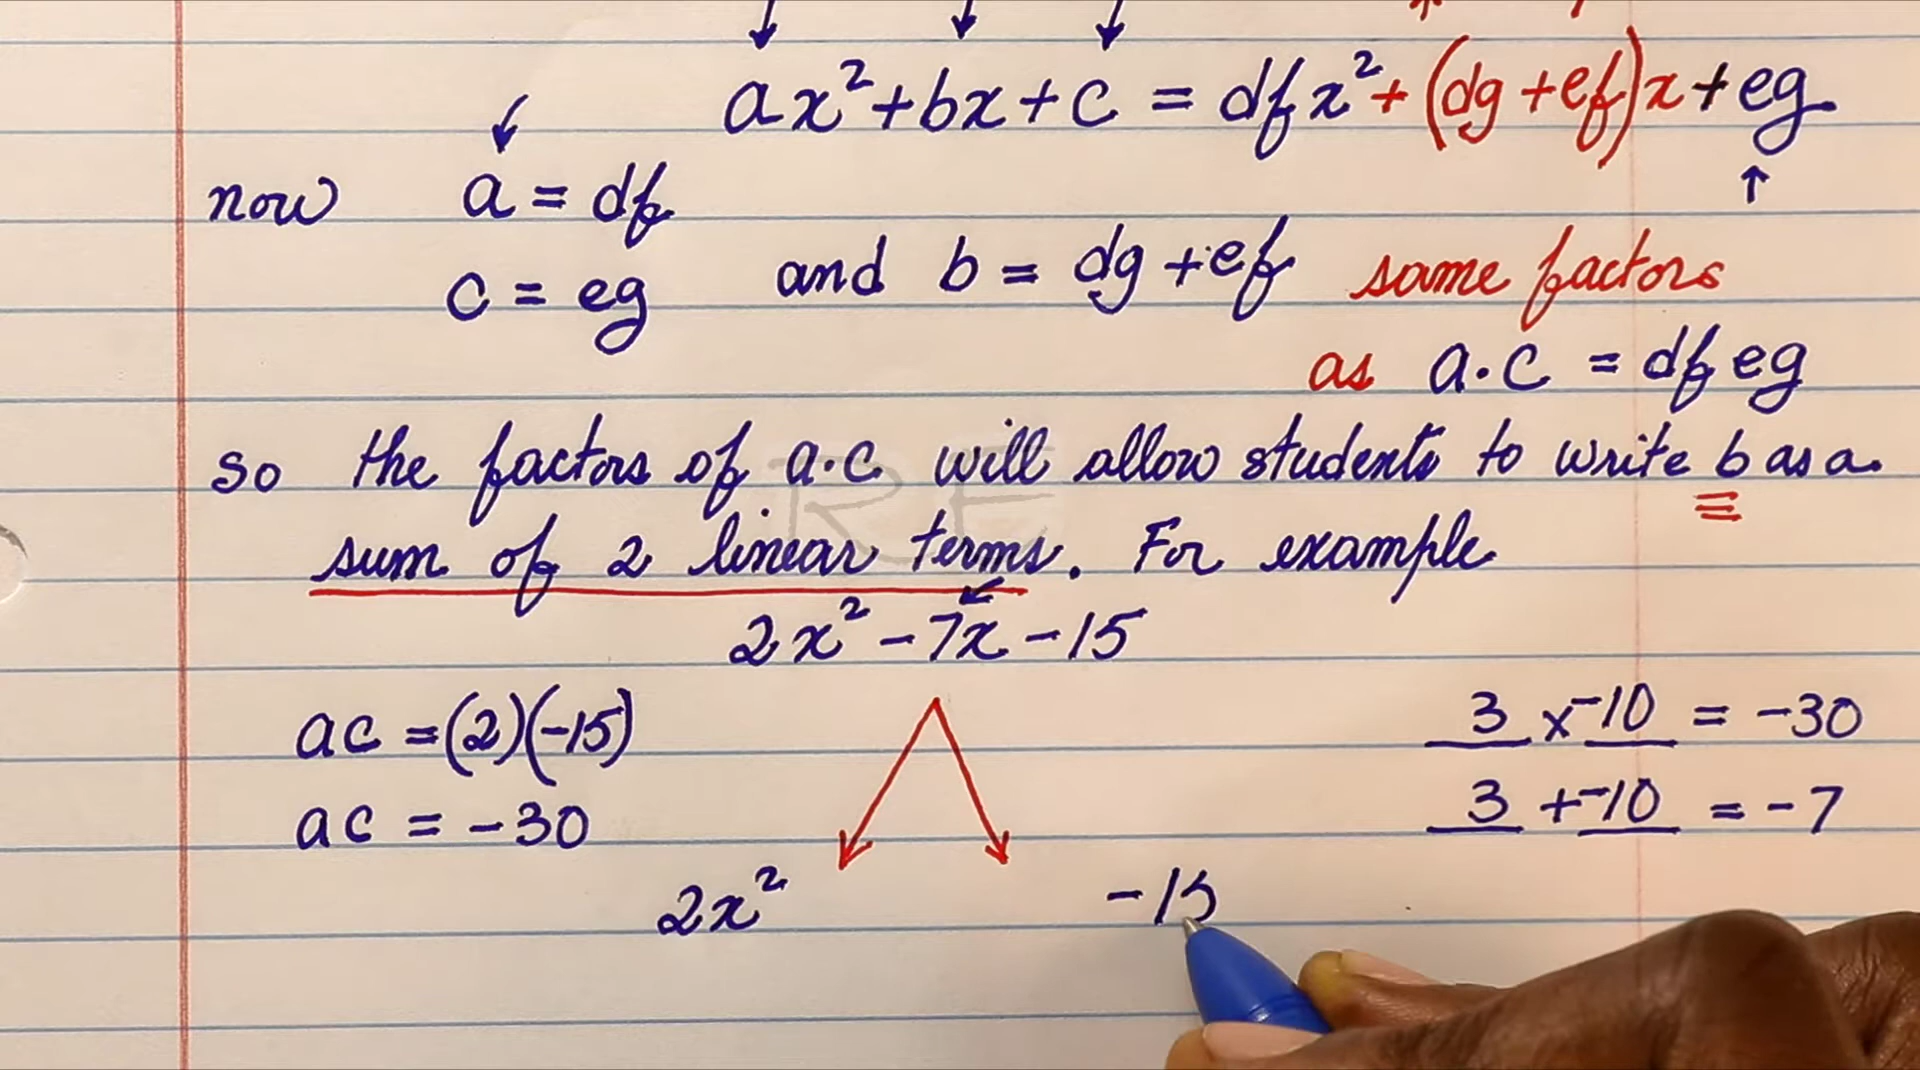 ax² + bx + c = dfx² + (dg + ef)x + eg
now a = df
c = eg and b = dg + ef same factors
as a·c = dfeg
so the factors of a·c will allow students to write b as a
sum of 2 linear terms. For example
2x² - 7x - 15
ac = (2)(-15) 3 x -10 = -30
ac = -30 3 + -10 = -7
2x² -15
RE